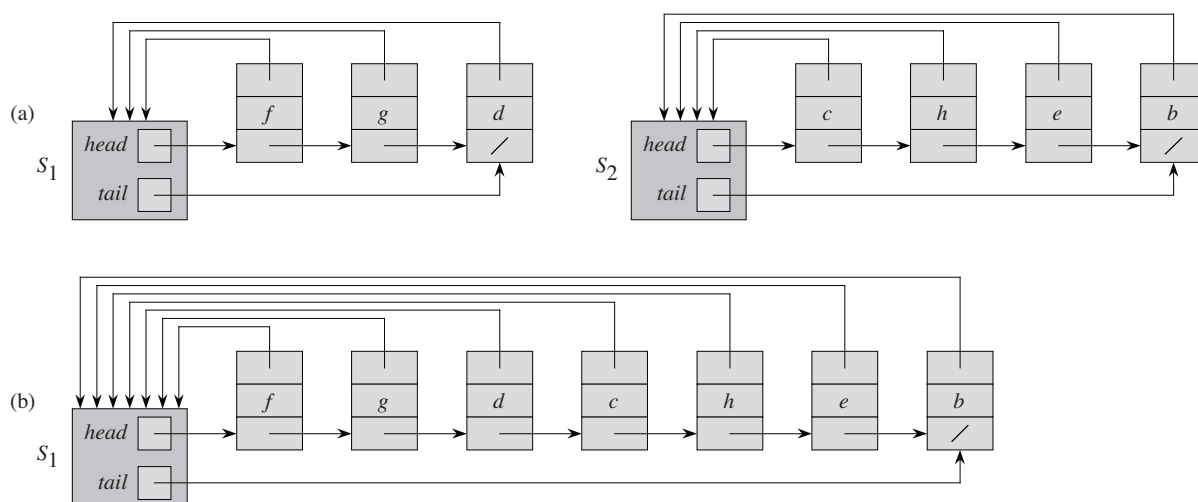 (a)
f g d
head
S1
tail
c h e b
head
S2
tail
(b)
f g d c h e b
head
S1
tail